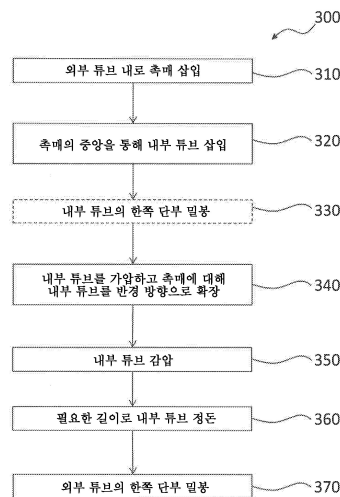 300
외부 튜브 내로 촉매 삽입
310
촉매의 중앙을 통해 내부 튜브 삽입
320
내부 튜브의 한쪽 단부 밀봉
330
내부 튜브를 가압하고 촉매에 대해
내부 튜브를 반경 방향으로 확장
340
내부 튜브 감압
350
필요한 길이로 내부 튜브 정돈
360
외부 튜브의 한쪽 단부 밀봉
370